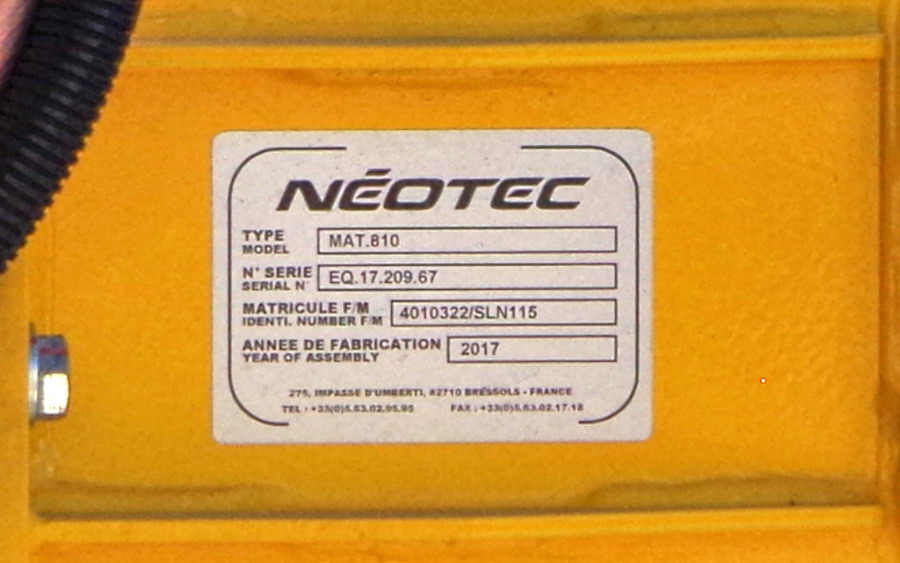 NÉOTEC
TYPE
MODEL
MAT.810
N° SERIE
SERIAL N°
EQ.17.209.67
MATRICULE F/M
IDENTI. NUMBER F/M
4010322/SLN115
ANNEE DE FABRICATION
YEAR OF ASSEMBLY
2017
275, IMPASSE D'UMBERTI, 82710 BRESSOLS - FRANCE
TEL : +33(0)5.63.02.95.95 FAX : +33(0)5.63.02.17.18